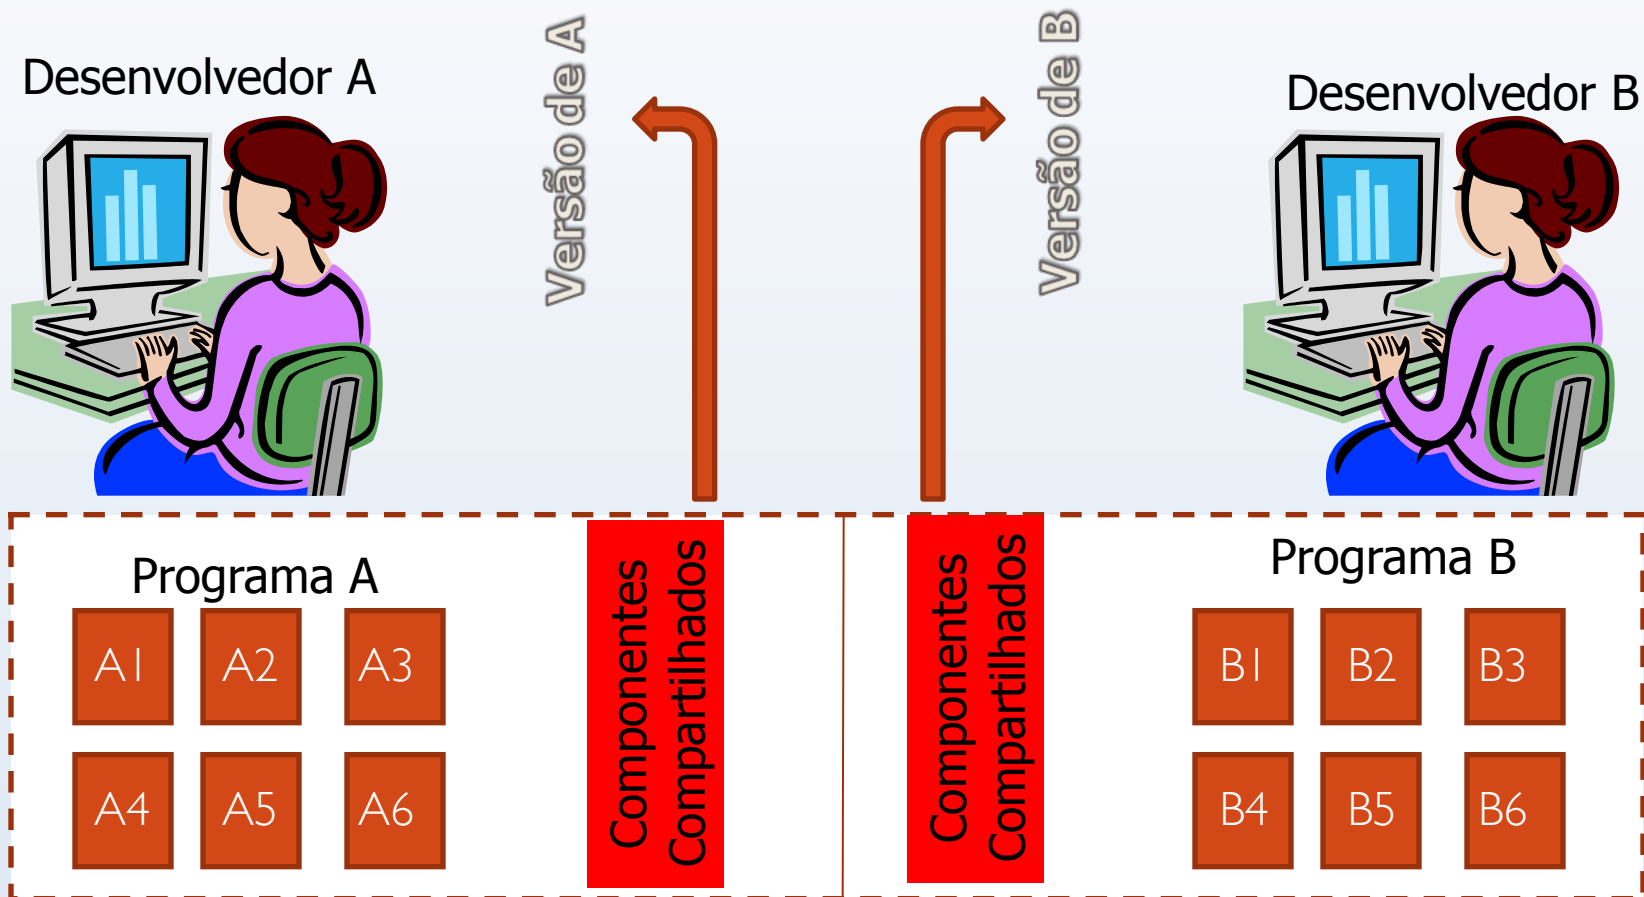 Desenvolvedor A
Versão de A
Versão de B
Desenvolvedor B
Programa A
A1 A2 A3
A4 A5 A6
Componentes
Compartilhados
Componentes
Compartilhados
Programa B
B1 B2 B3
B4 B5 B6